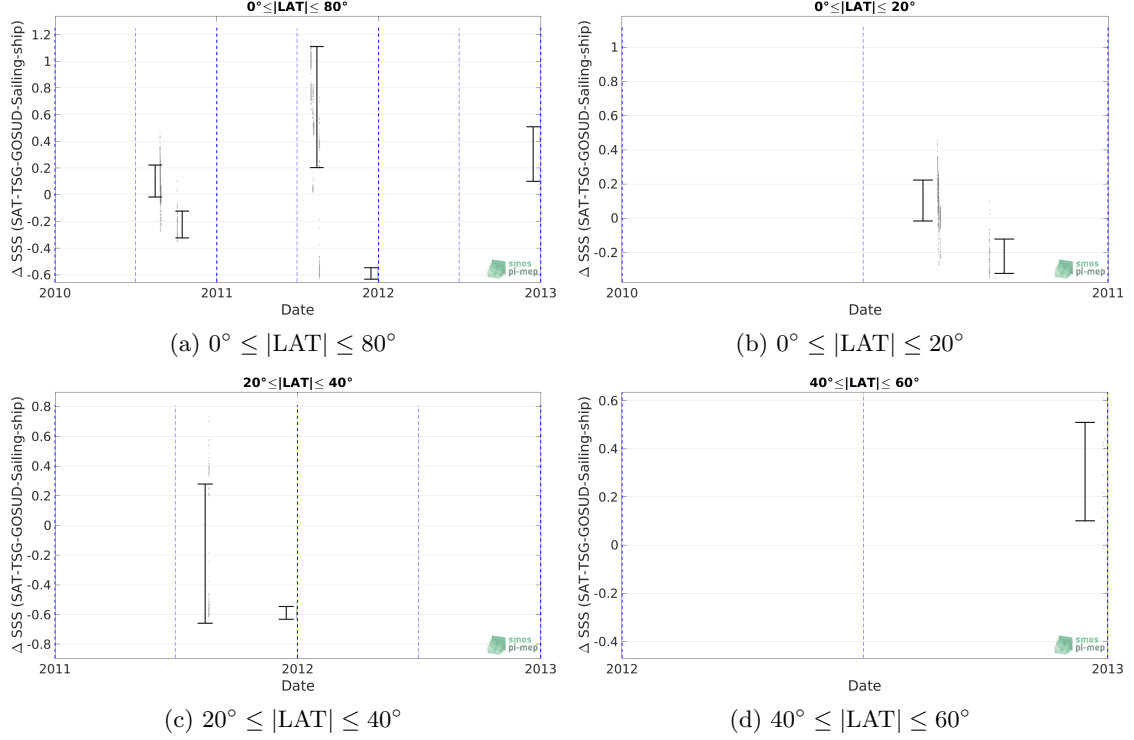 0°≤|LAT|≤ 80°
Δ SSS (SAT-TSG-GOSUD-Sailing-ship)
1.2
1
0.8
0.6
0.4
0.2
0
-0.2
-0.4
-0.6
2010
2011
2012
2013
Date
smos
pi-mep
(a) 0° ≤ |LAT| ≤ 80°
0°≤|LAT|≤ 20°
Δ SSS (SAT-TSG-GOSUD-Sailing-ship)
1
0.8
0.6
0.4
0.2
0
-0.2
2010
2011
Date
smos
pi-mep
(b) 0° ≤ |LAT| ≤ 20°
20°≤|LAT|≤ 40°
Δ SSS (SAT-TSG-GOSUD-Sailing-ship)
0.8
0.6
0.4
0.2
0
-0.2
-0.4
-0.6
-0.8
2011
2012
2013
Date
smos
pi-mep
(c) 20° ≤ |LAT| ≤ 40°
40°≤|LAT|≤ 60°
Δ SSS (SAT-TSG-GOSUD-Sailing-ship)
0.6
0.4
0.2
0
-0.2
-0.4
2012
2013
Date
smos
pi-mep
(d) 40° ≤ |LAT| ≤ 60°